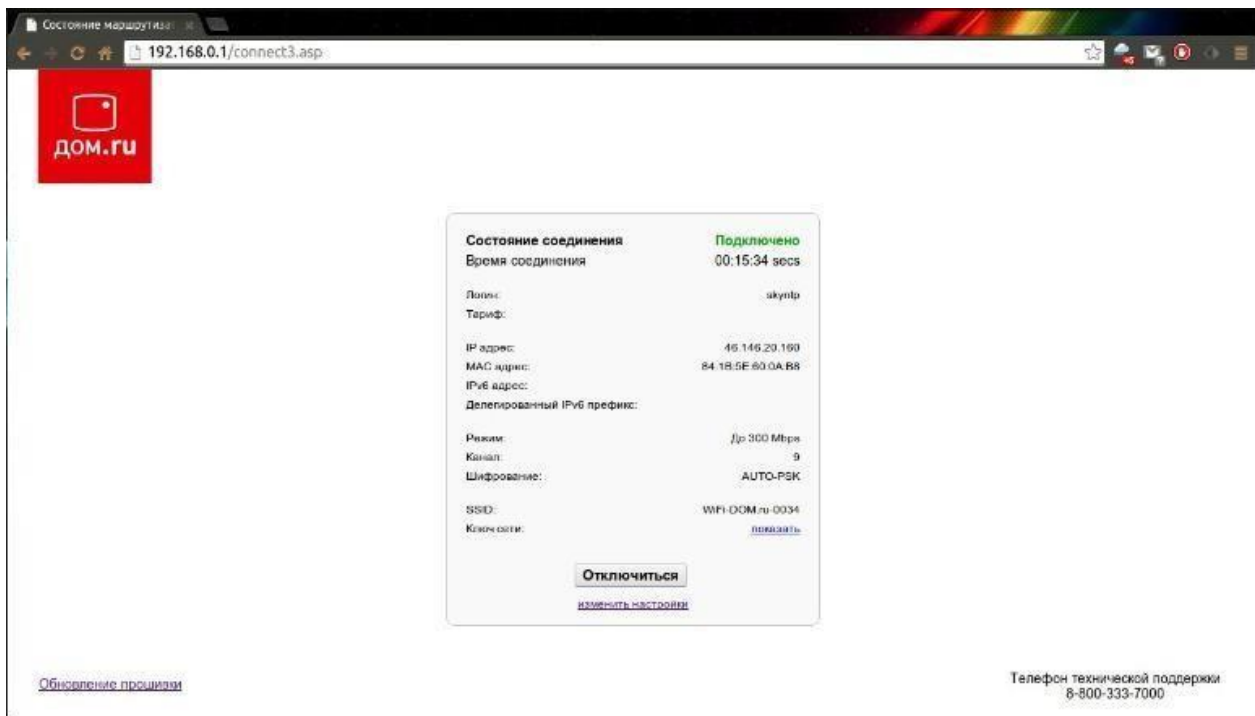 Состояние маршрутиза
192.168.0.1/connect3.asp
дом.ru
Состояние соединения Подключено
Время соединения 00:15:34 secs
Логин: skyntp
Тариф:
IP адрес: 46.146.20.160
MAC адрес: 84:1B:5E:60:0A:B8
IPv6 адрес:
Делегированный IPv6 префикс:
Режим: До 300 Mbps
Канал: 9
Шифрование: AUTO-PSK
SSID: WiFi-DOM.ru-0034
Ключ сети: показать
Отключиться
изменить настройки
Обновление прошивки
Телефон технической поддержки
8-800-333-7000